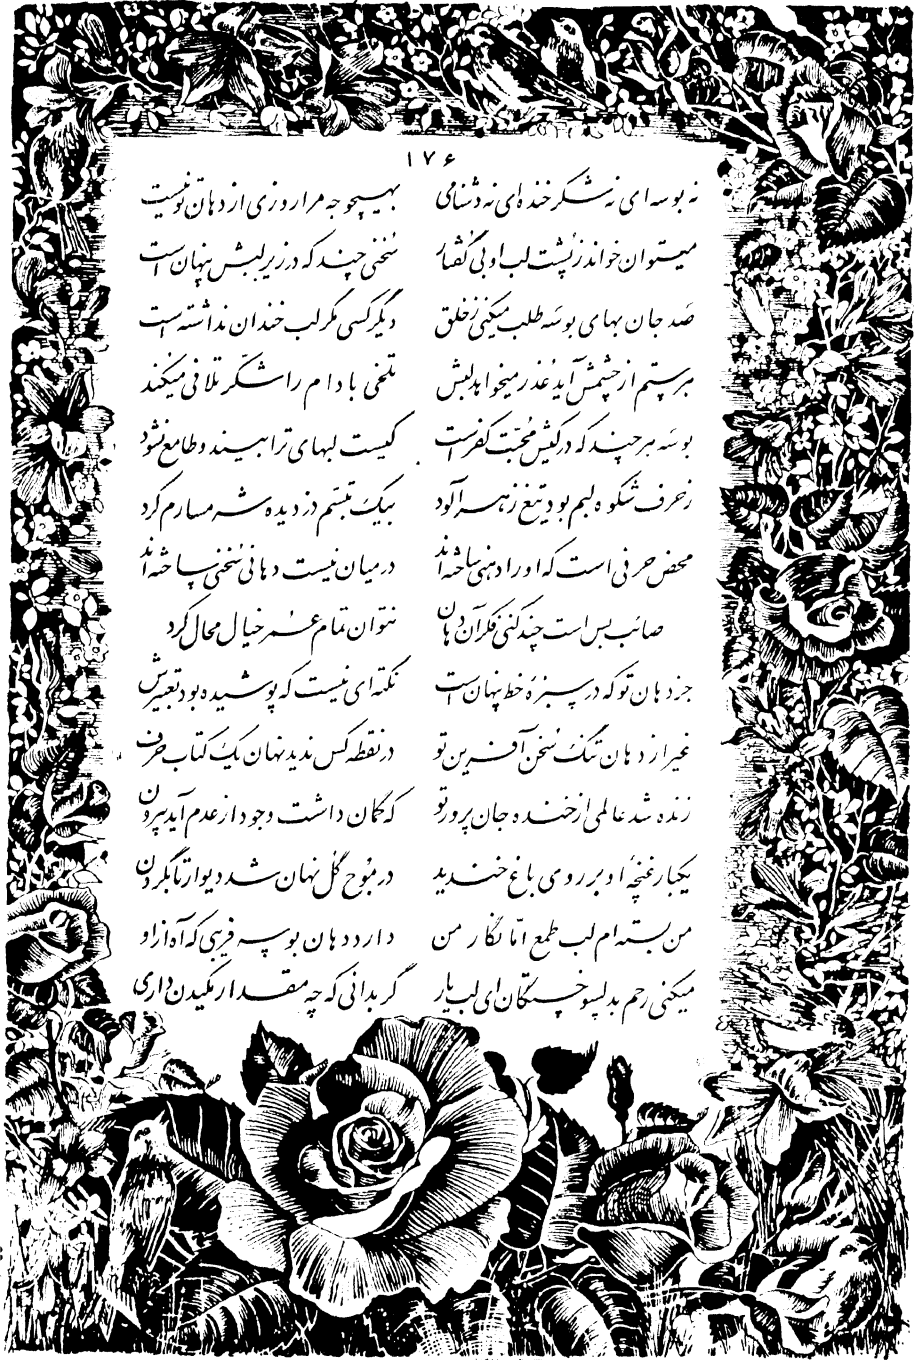 ۱۷۶
نه بوسه‌ای نه شکر خنده‌ای نه دشنامی بهیچوجه مرا روزی از دهان تو نیست
میتوان خواند ز پشت لب او بی گفتار سخنی چند که در زیر لبش پنهان است
صد جان بهای بوسه طلب میکنی ز خلق دیگر کسی مگر لب خندان نداشته است
هر ستم از چشمش آید عذر میخواهد لبش تلخی بادام را شکر تلافی میکند
بوسه هر چند که در کیش محبت کفرست کیست لبهای ترا بیند و طامع نشود
ز حرف شکوه لبم بود تیغ زهر آلود بیک تبسم دزدیده شرمسارم کرد
محض حرفی است که او را دهنی ساخته‌اند در میان نیست دهانی سخنی ساخته‌اند
صائب بس است چند کنی فکر آن دهان نتوان تمام عمر خیال محال کرد
جز دهان تو که در سبزه خط پنهان است نکته‌ای نیست که پوشیده بود تعبیرش
غیر از دهان تنگ سخن آفرین تو در نقطه کس ندید نهان یک کتاب حرف
زنده شد عالمی از خنده جان پرور تو که گمان داشت وجود از عدم آید بیرون
یکبار غنچه او بر روی باغ خندید در موج گل نهان شد دیوار تا بگردن
من بسته‌ام لب طمع اما نگار من دارد دهان بوسه فریبی که آه از او
میکنی رحم بدلسوختگان ای لب یار گر بدانی که چه مقدار مکیدن داری